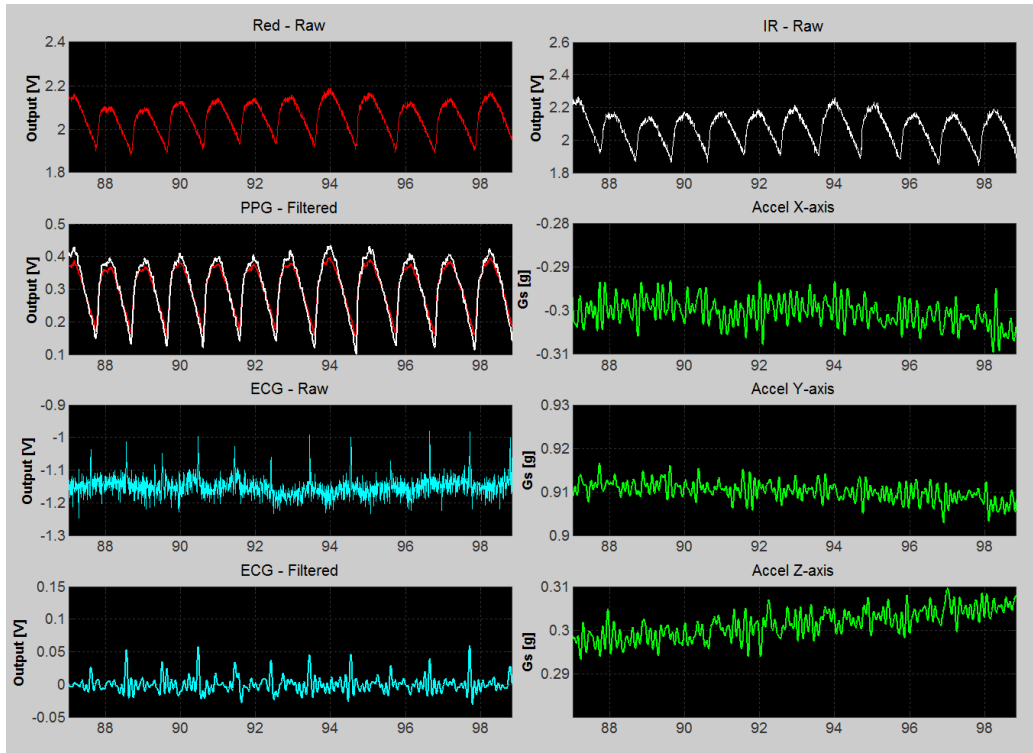 Red - Raw
Output [V]
2.4
2.2
2
1.8
88 90 92 94 96 98
IR - Raw
Output [V]
2.6
2.4
2.2
2
1.8
88 90 92 94 96 98
PPG - Filtered
Output [V]
0.5
0.4
0.3
0.2
0.1
88 90 92 94 96 98
Accel X-axis
Gs [g]
-0.28
-0.29
-0.3
-0.31
88 90 92 94 96 98
ECG - Raw
Output [V]
-0.9
-1
-1.1
-1.2
-1.3
88 90 92 94 96 98
Accel Y-axis
Gs [g]
0.93
0.92
0.91
0.9
88 90 92 94 96 98
ECG - Filtered
Output [V]
0.15
0.1
0.05
0
-0.05
88 90 92 94 96 98
Accel Z-axis
Gs [g]
0.31
0.3
0.29
88 90 92 94 96 98